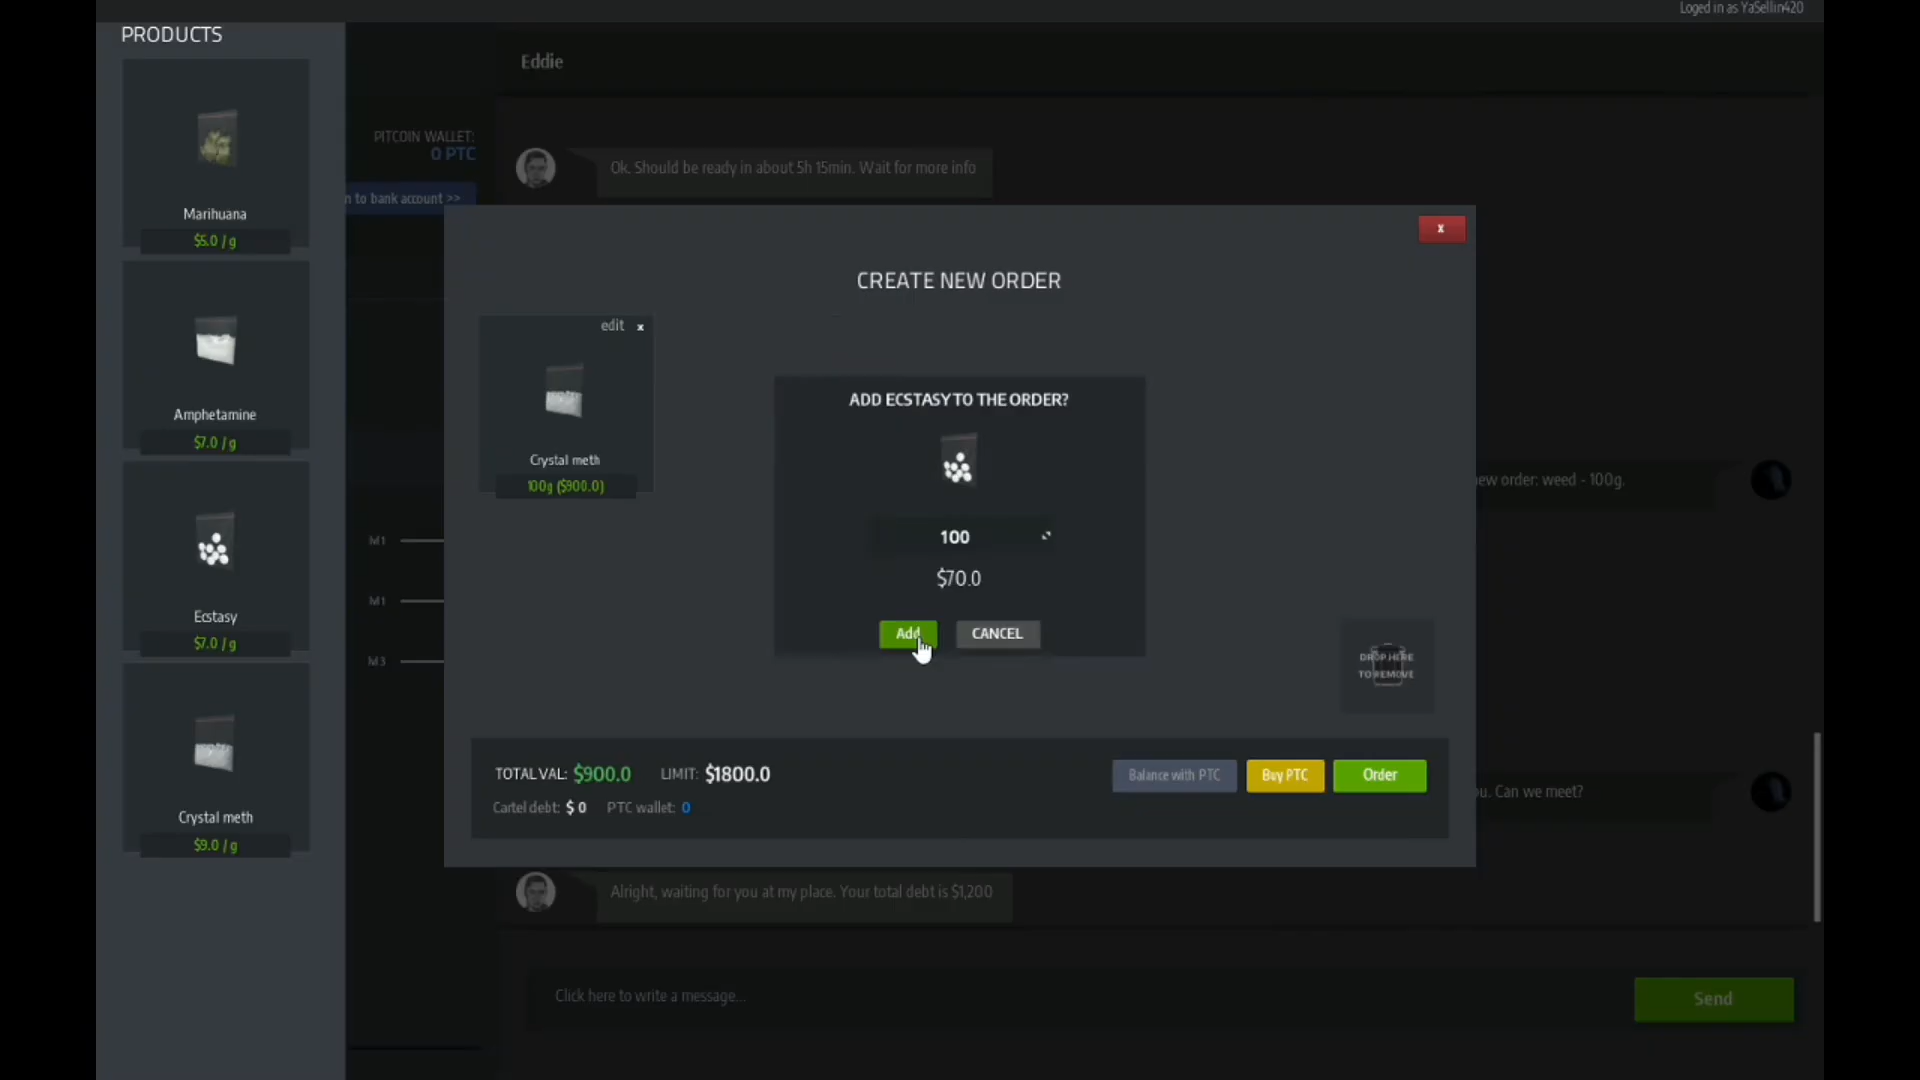 Loged in as YaSellin420
PRODUCTS
Marihuana
$5.0 / g
Amphetamine
$7.0 / g
Ecstasy
$7.0 / g
Crystal meth
$9.0 / g
PITCOIN WALLET:
0 PTC
n to bank account >>
M1
M1
M3
Eddie
Ok. Should be ready in about 5h 15min. Wait for more info
ew order: weed - 100g.
ou. Can we meet?
Alright, waiting for you at my place. Your total debt is $1,200
Click here to write a message...
Send
x
CREATE NEW ORDER
edit x
Crystal meth
100g ($900.0)
ADD ECSTASY TO THE ORDER?
100
$70.0
Add
CANCEL
DROP HERE
TO REMOVE
TOTAL VAL: $900.0 LIMIT: $1800.0
Cartel debt: $ 0 PTC wallet: 0
Balance with PTC
Buy PTC
Order